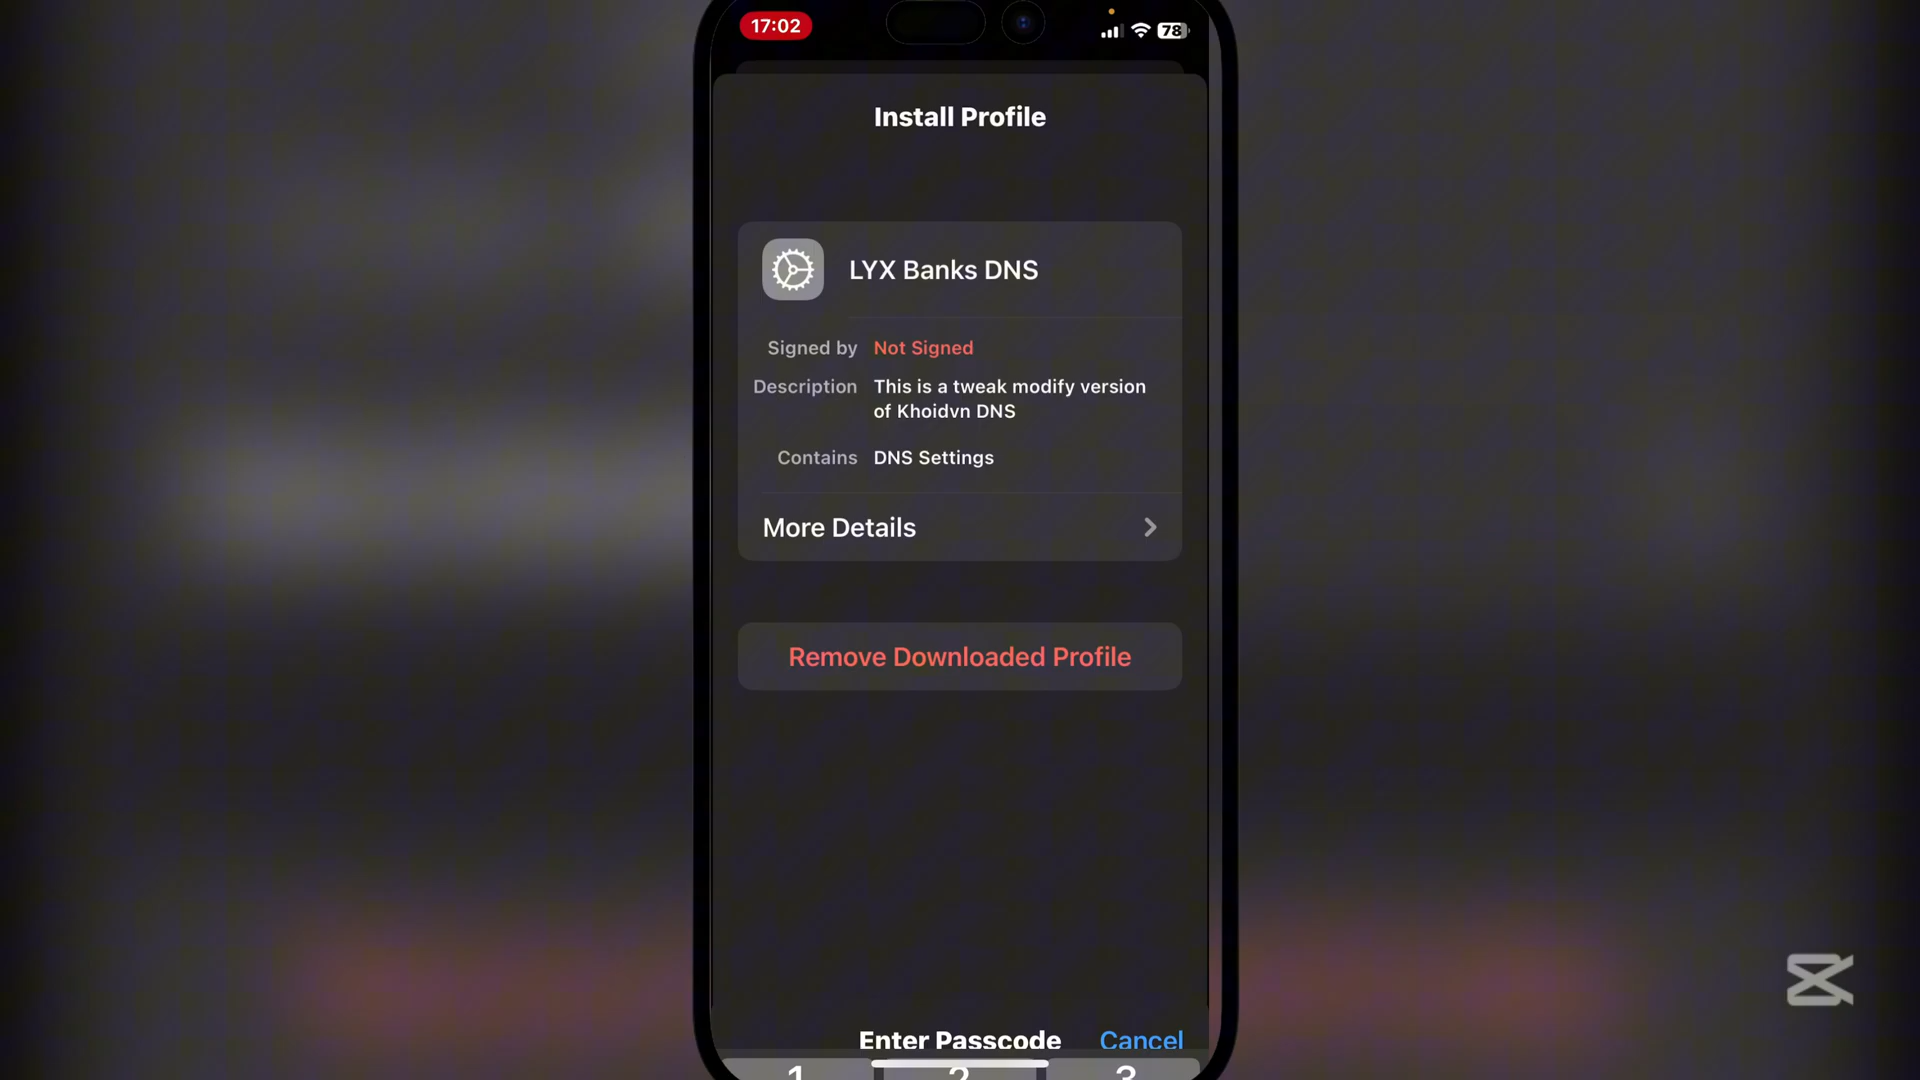 17:02
78
Install Profile
LYX Banks DNS
Signed by Not Signed
Description This is a tweak modify version
of Khoidvn DNS
Contains DNS Settings
More Details
Remove Downloaded Profile
Enter Passcode Cancel
1 2 3